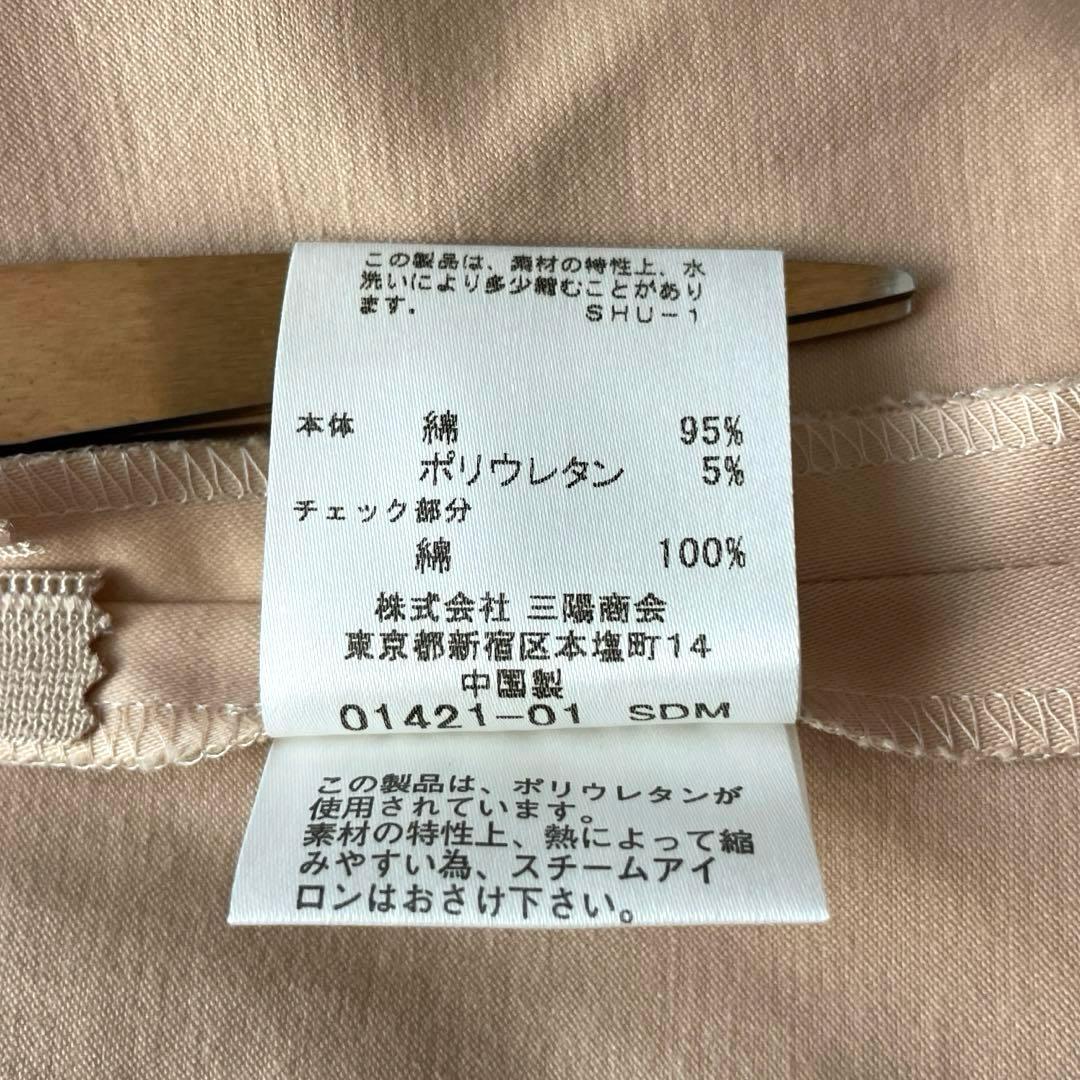 この製品は、素材の特性上、水
洗いにより多少縮むことがあり
ます。 SHU-1
本体 綿 95%
ポリウレタン 5%
チェック部分
綿 100%
株式会社 三陽商会
東京都新宿区本塩町14
中国製
01421-01 SDM
この製品は、ポリウレタンが
使用されています。
素材の特性上、熱によって縮
みやすい為、スチームアイ
ロンはおさけ下さい。